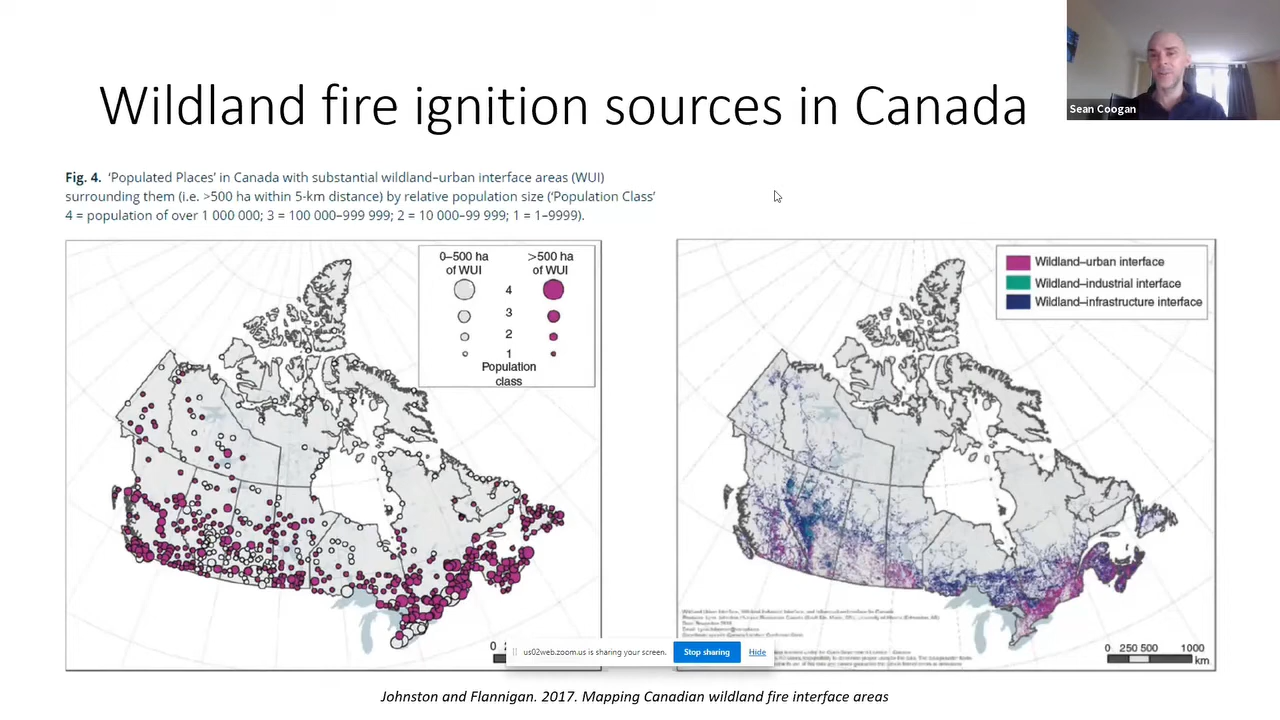 Wildland fire ignition sources in Canada
Sean Coogan
Fig. 4. ‘Populated Places’ in Canada with substantial wildland–urban interface areas (WUI)
surrounding them (i.e. >500 ha within 5-km distance) by relative population size (‘Population Class’
4 = population of over 1 000 000; 3 = 100 000–999 999; 2 = 10 000–99 999; 1 = 1–9999).
0–500 ha
of WUI
>500 ha
of WUI
4
3
2
1
Population
class
0
Wildland–urban interface
Wildland–industrial interface
Wildland–infrastructure interface
0 250 500 1000
km
us02web.zoom.us is sharing your screen.
Stop sharing
Hide
Johnston and Flannigan. 2017. Mapping Canadian wildland fire interface areas